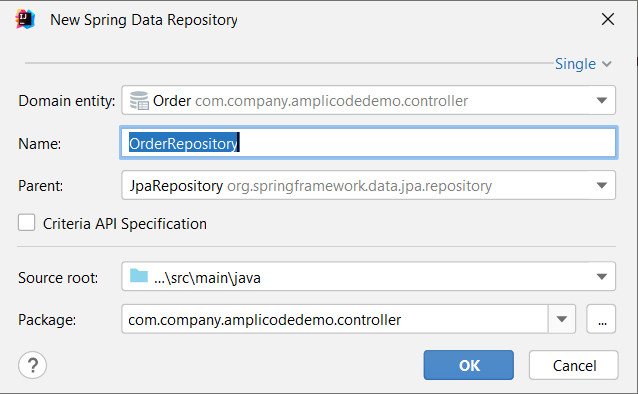 New Spring Data Repository
Single
Domain entity: Order com.company.amplicodedemo.controller
Name: OrderRepository
Parent: JpaRepository org.springframework.data.jpa.repository
Criteria API Specification
Source root: ...\src\main\java
Package: com.company.amplicodedemo.controller ...
? OK Cancel